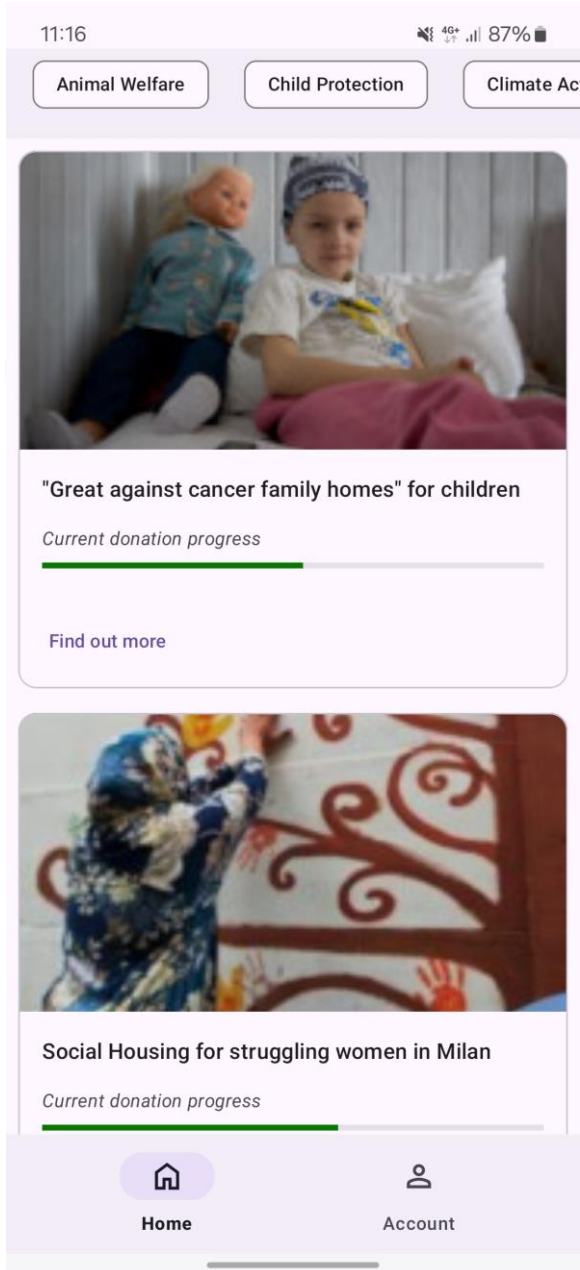 11:16
4G+ 87%
Animal Welfare Child Protection Climate Ac
"Great against cancer family homes" for children
Current donation progress
Find out more
Social Housing for struggling women in Milan
Current donation progress
Home Account